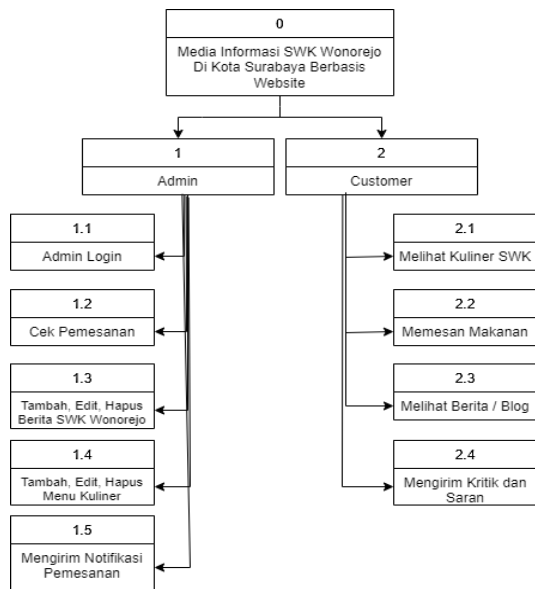 0
Media Informasi SWK Wonorejo
Di Kota Surabaya Berbasis
Website
1
Admin
2
Customer
1.1
Admin Login
1.2
Cek Pemesanan
1.3
Tambah, Edit, Hapus
Berita SWK Wonorejo
1.4
Tambah, Edit, Hapus
Menu Kuliner
1.5
Mengirim Notifikasi
Pemesanan
2.1
Melihat Kuliner SWK
2.2
Memesan Makanan
2.3
Melihat Berita / Blog
2.4
Mengirim Kritik dan
Saran